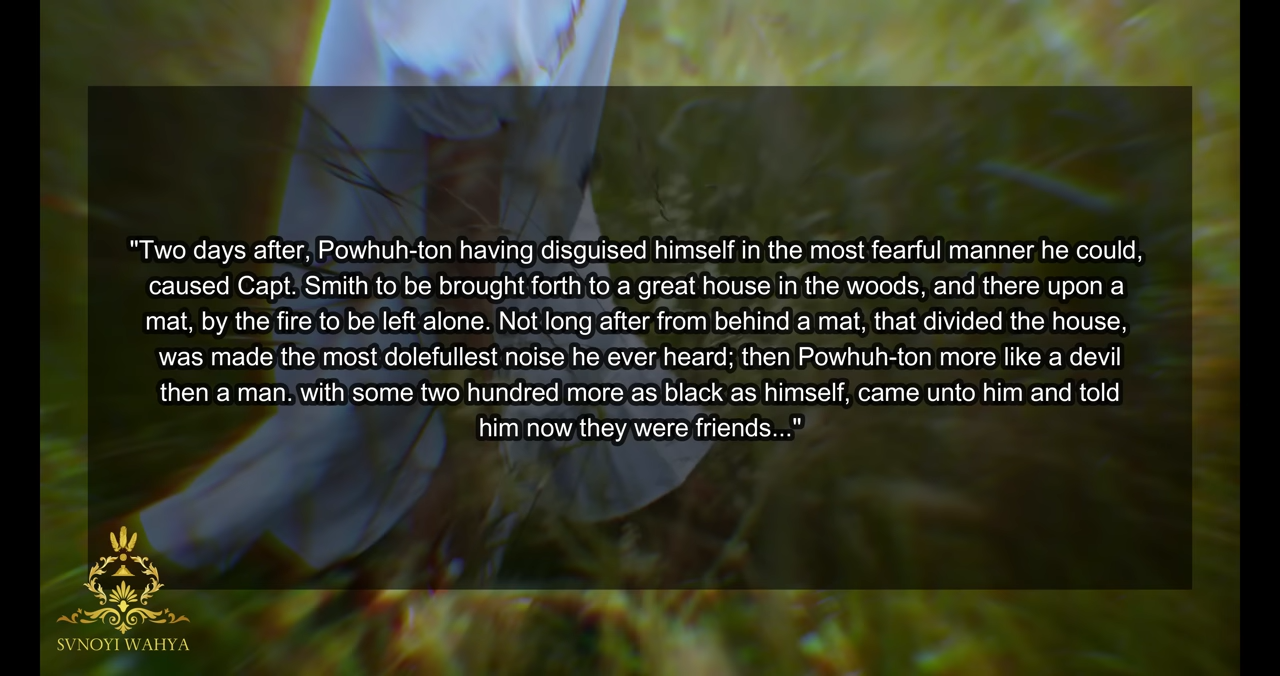 "Two days after, Powhuh-ton having disguised himself in the most fearful manner he could,
caused Capt. Smith to be brought forth to a great house in the woods, and there upon a
mat, by the fire to be left alone. Not long after from behind a mat, that divided the house,
was made the most dolefullest noise he ever heard; then Powhuh-ton more like a devil
then a man. with some two hundred more as black as himself, came unto him and told
him now they were friends..."
SVNOYI WAHYA